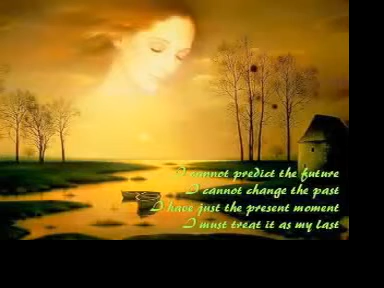 I cannot predict the future
I cannot change the past
I have just the present moment
I must treat it as my last